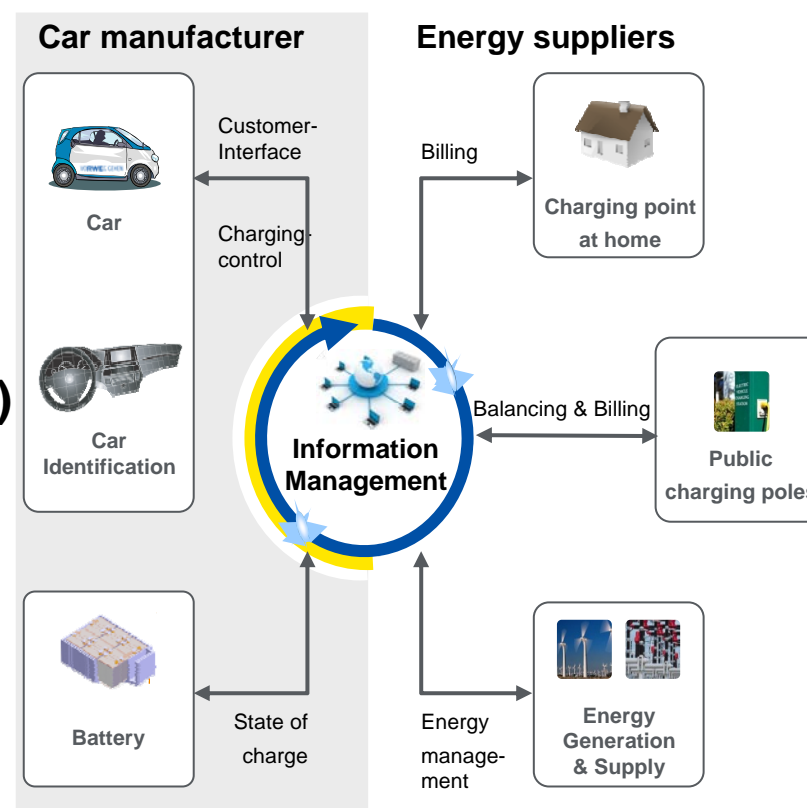 Car manufacturer
Energy suppliers
Customer-
Interface
Billing
Car
Charging-
control
Charging point
at home
)
Car
Identification
Information
Management
Balancing & Billing
Public
charging poles
Battery
State of
charge
Energy
manage-
ment
Energy
Generation
& Supply